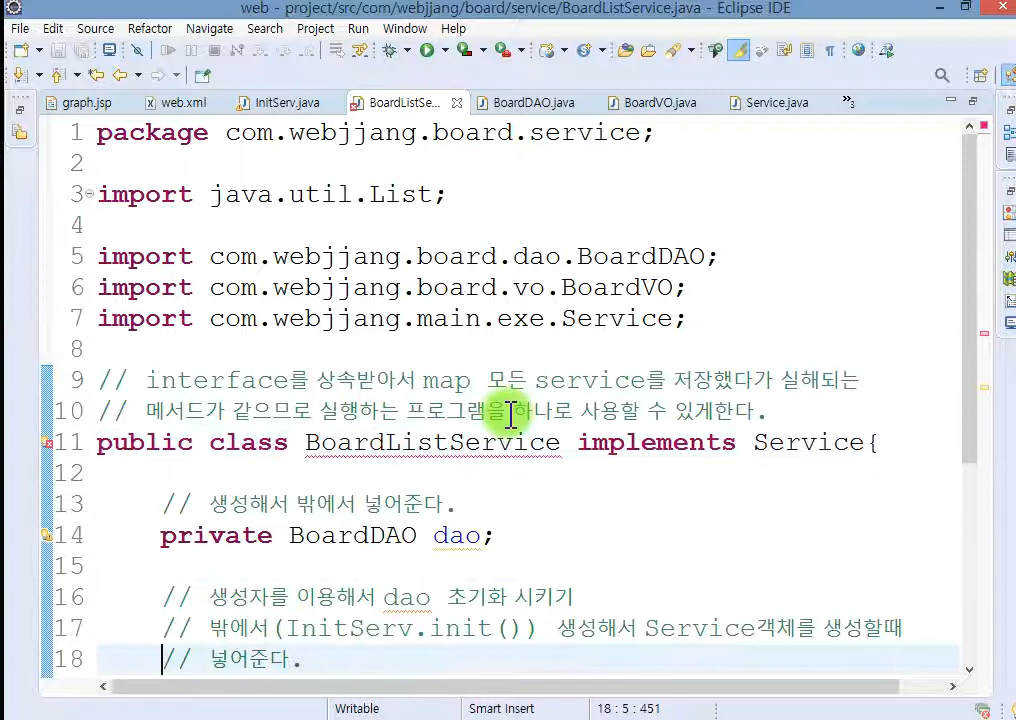 web - project/src/com/webjjang/board/service/BoardListService.java - Eclipse IDE
File Edit Source Refactor Navigate Search Project Run Window Help
graph.jsp web.xml InitServ.java BoardListSe... BoardDAO.java BoardVO.java Service.java »3
1 package com.webjjang.board.service;
2
3 import java.util.List;
4
5 import com.webjjang.board.dao.BoardDAO;
6 import com.webjjang.board.vo.BoardVO;
7 import com.webjjang.main.exe.Service;
8
9 // interface를 상속받아서 map 모든 service를 저장했다가 실해되는
10 // 메서드가 같으므로 실행하는 프로그램을 하나로 사용할 수 있게한다.
11 public class BoardListService implements Service{
12
13 // 생성해서 밖에서 넣어준다.
14 private BoardDAO dao;
15
16 // 생성자를 이용해서 dao 초기화 시키기
17 // 밖에서(InitServ.init()) 생성해서 Service객체를 생성할때
18 // 넣어준다.
Writable Smart Insert 18 : 5 : 451